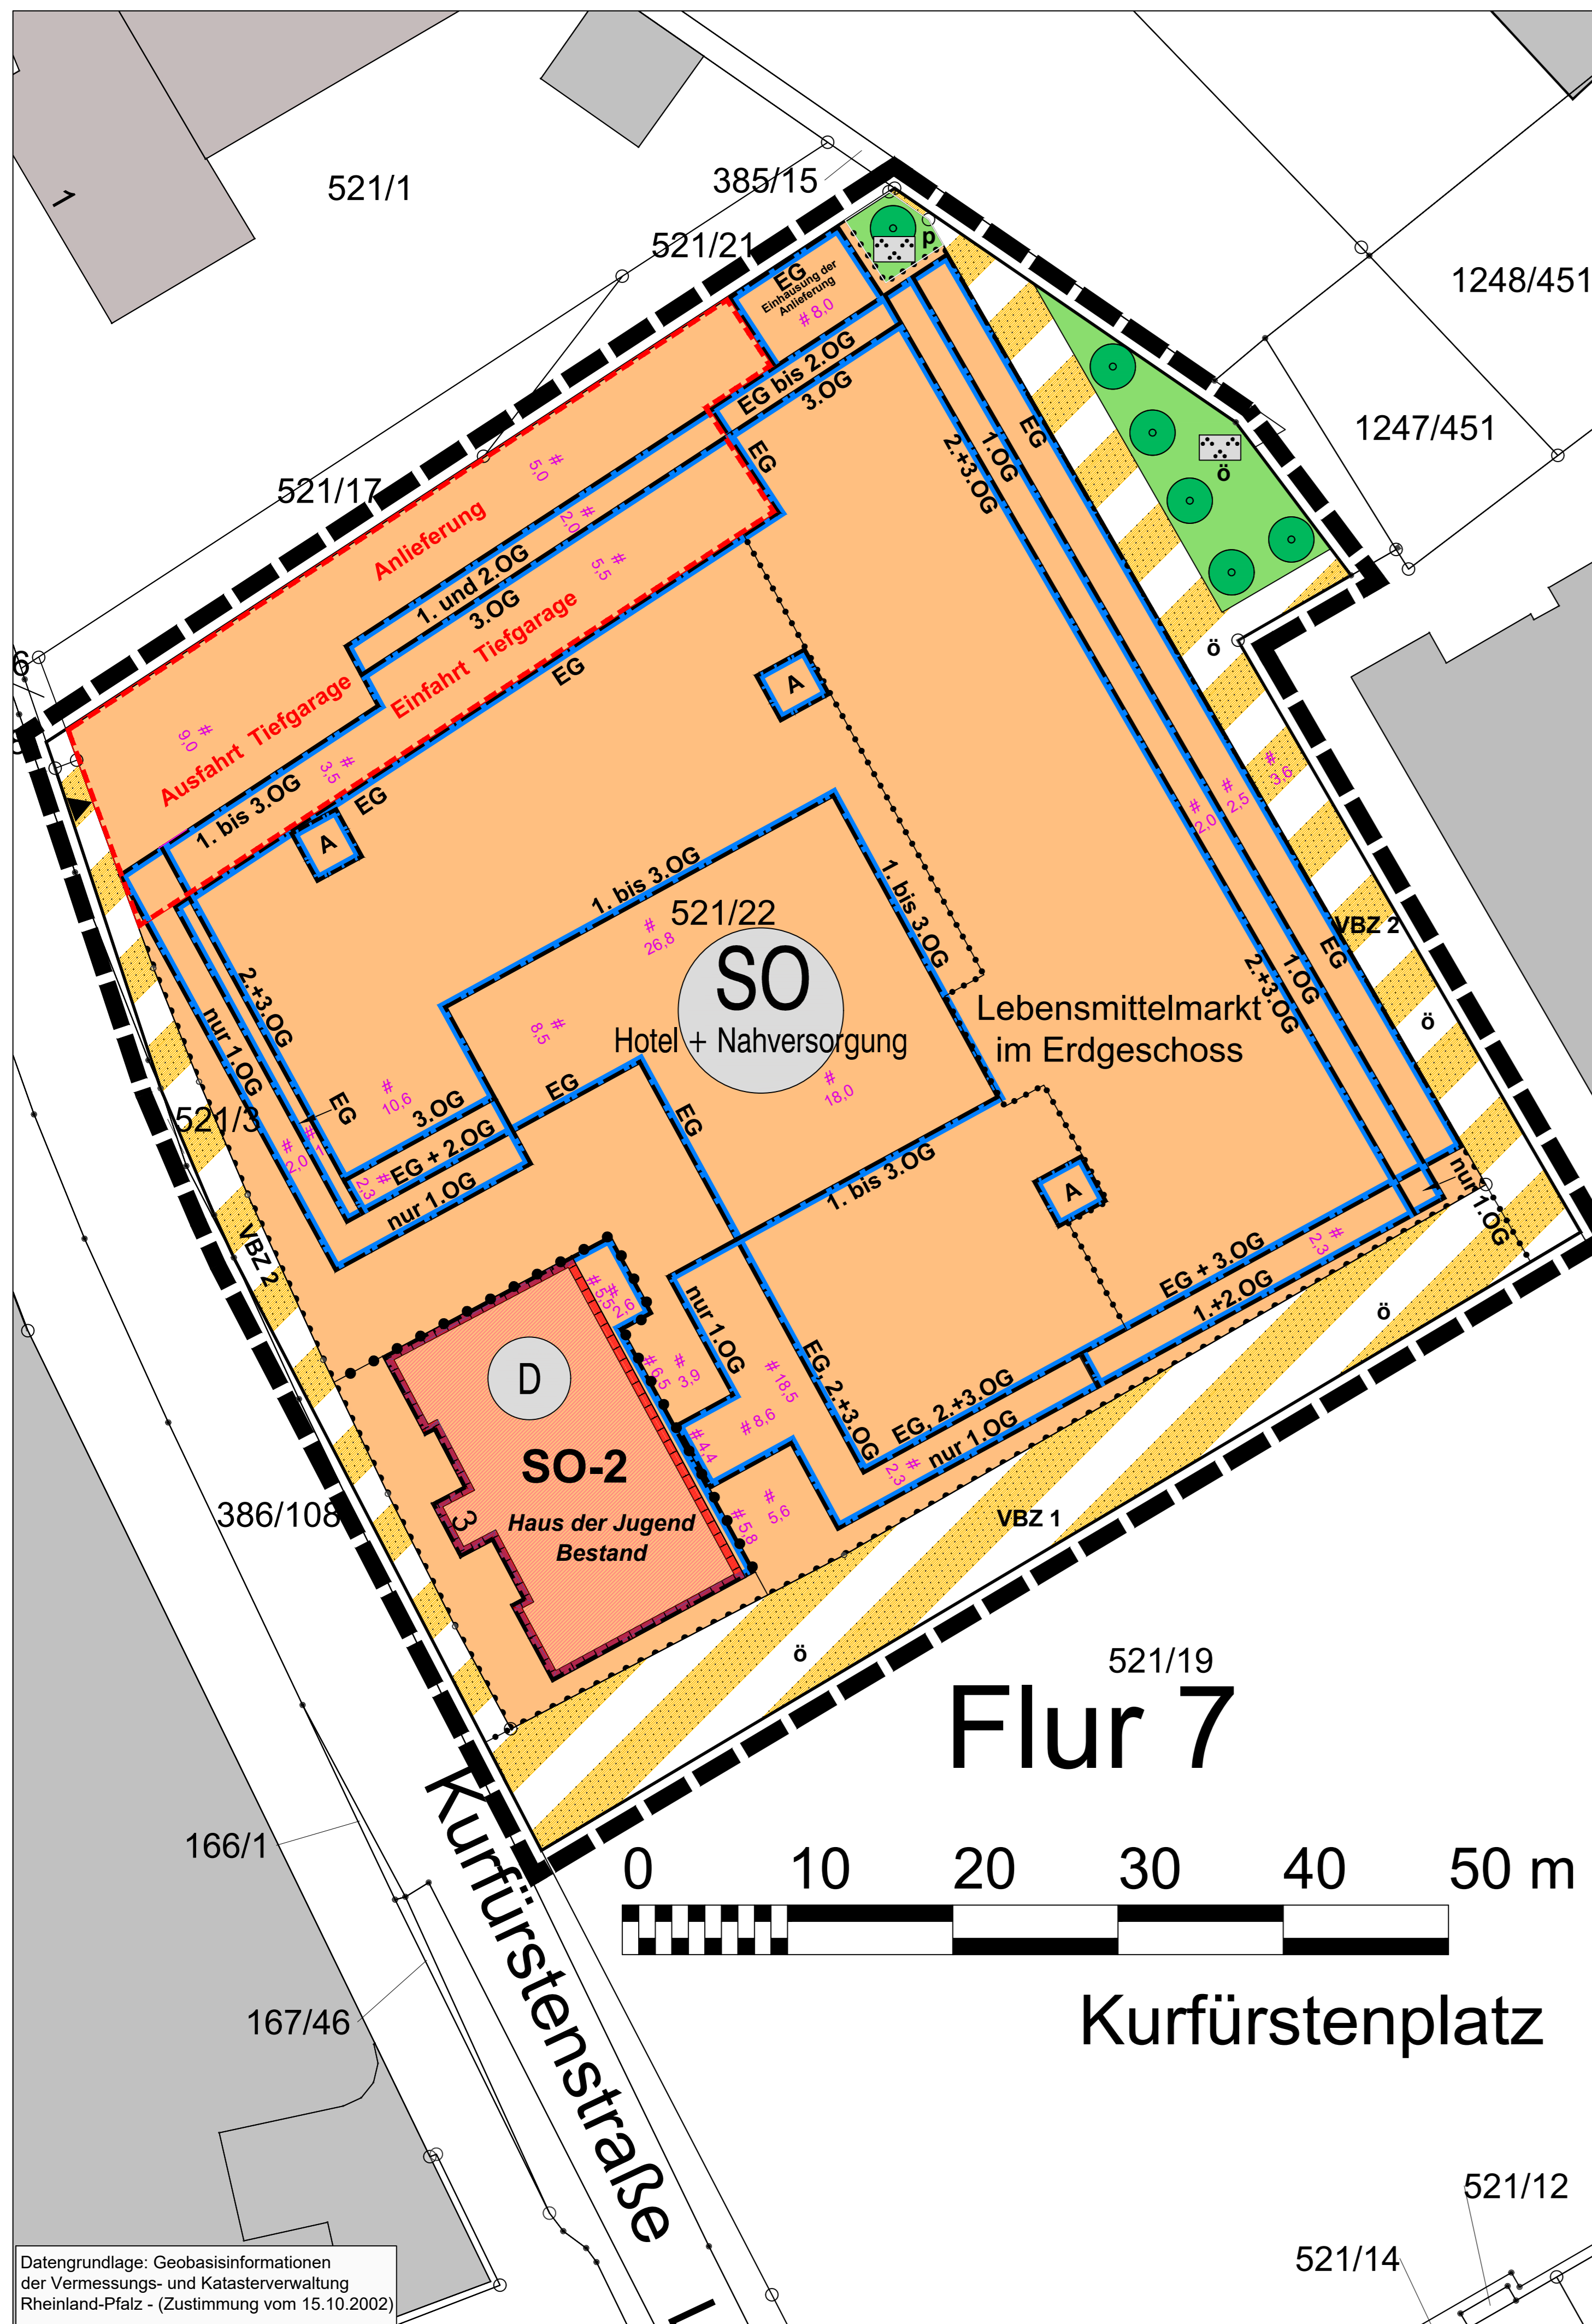 1
521/1
385/15
521/21
p
EG
Einhausung der
Anlieferung
# 8,0
1248/451
EG bis 2.OG
3.OG
EG
EG
1.OG
2.+3.OG
1247/451
ö
ö
521/17
# 5,0
Anlieferung
# 2,0
1. und 2.OG
3.OG
# 5,5
Einfahrt Tiefgarage
EG
6
# 9,0
Ausfahrt Tiefgarage
# 3,5
1. bis 3.OG
EG
A
A
# 2,0
# 2,5
# 3,6
1. bis 3.OG
1. bis 3.OG
521/22
# 26,8
SO
Hotel + Nahversorgung
# 8,5
# 18,0
Lebensmittelmarkt
im Erdgeschoss
VBZ 2
EG
1.OG
2.+3.OG
ö
2.+3.OG
nur 1.OG
EG
# 10,6
3.OG
EG
EG
EG + 2.OG
# 2,3
nur 1.OG
521/3
# 2,0
VBZ 2
1. bis 3.OG
A
nur 1.OG
# 2,3
EG + 3.OG
1.+2.OG
ö
# 5,5
# 2,6
nur 1.OG
# 6,5
# 3,9
# 18,5
# 8,6
# 4,4
EG, 2.+3.OG
EG, 2.+3.OG
nur 1.OG
# 2,3
# 5,6
# 5,8
D
SO-2
Haus der Jugend
Bestand
3
386/108
VBZ 1
ö
521/19
Flur 7
166/1
167/46
Kurfürstenstraße
0 10 20 30 40 50 m
Kurfürstenplatz
521/12
521/14
Datengrundlage: Geobasisinformationen
der Vermessungs- und Katasterverwaltung
Rheinland-Pfalz - (Zustimmung vom 15.10.2002)